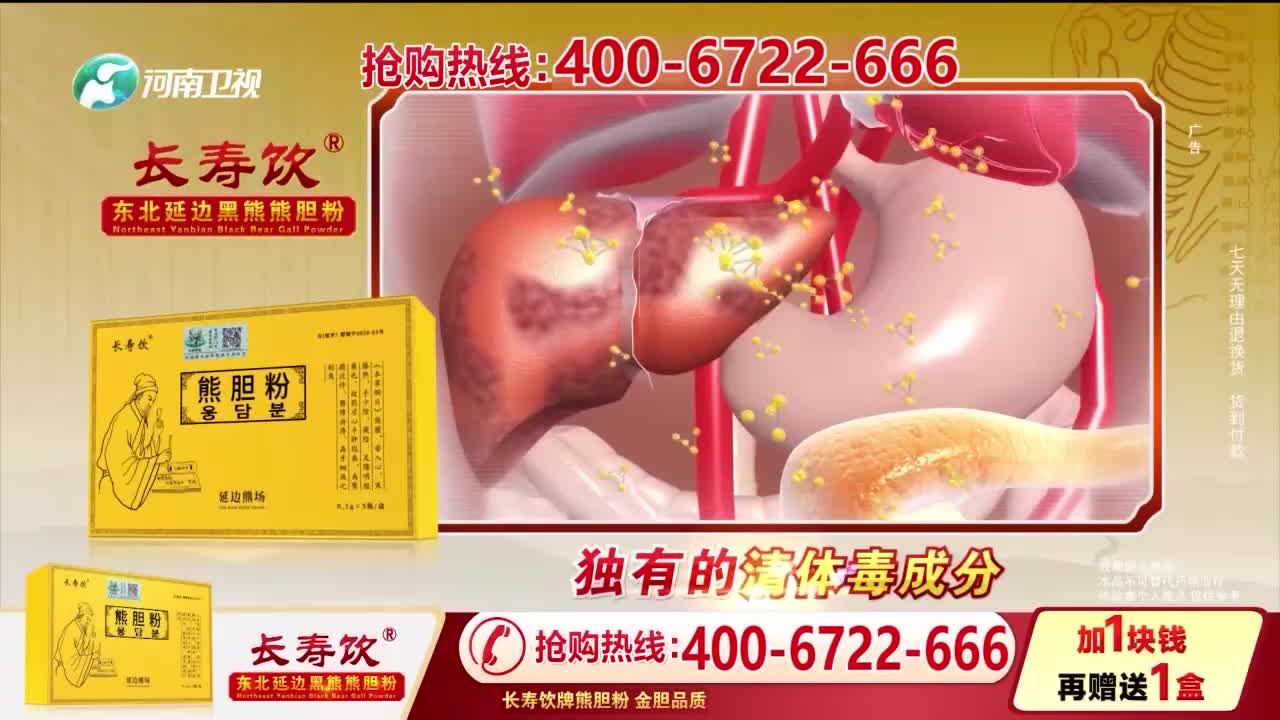 河南卫视
抢购热线:400-6722-666
广告
长寿饮®
东北延边黑熊熊胆粉
Northeast Yanbian Black Bear Gall Powder
七天无理由退换货 货到付款
长寿饮®
熊胆粉
웅담분
延边熊场
0.1g×5瓶/盒
独有的清体毒成分
长寿饮®
熊胆粉
웅담분
延边熊场
长寿饮®
东北延边黑熊熊胆粉
Northeast Yanbian Black Bear Gall Powder
抢购热线:400-6722-666
长寿饮牌熊胆粉 金胆品质
加1块钱
再赠送1盒